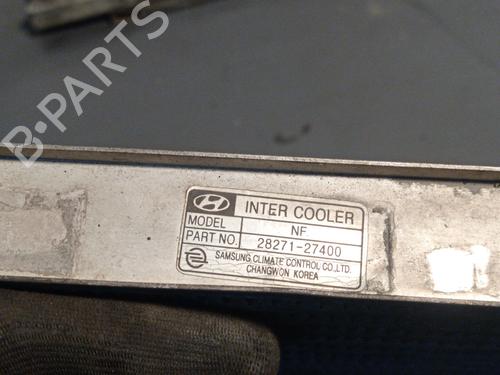 B-PARTS
INTER COOLER
MODEL NF
PART NO. 28271-27400
SAMSUNG CLIMATE CONTROL CO.,LTD.
CHANGWON KOREA